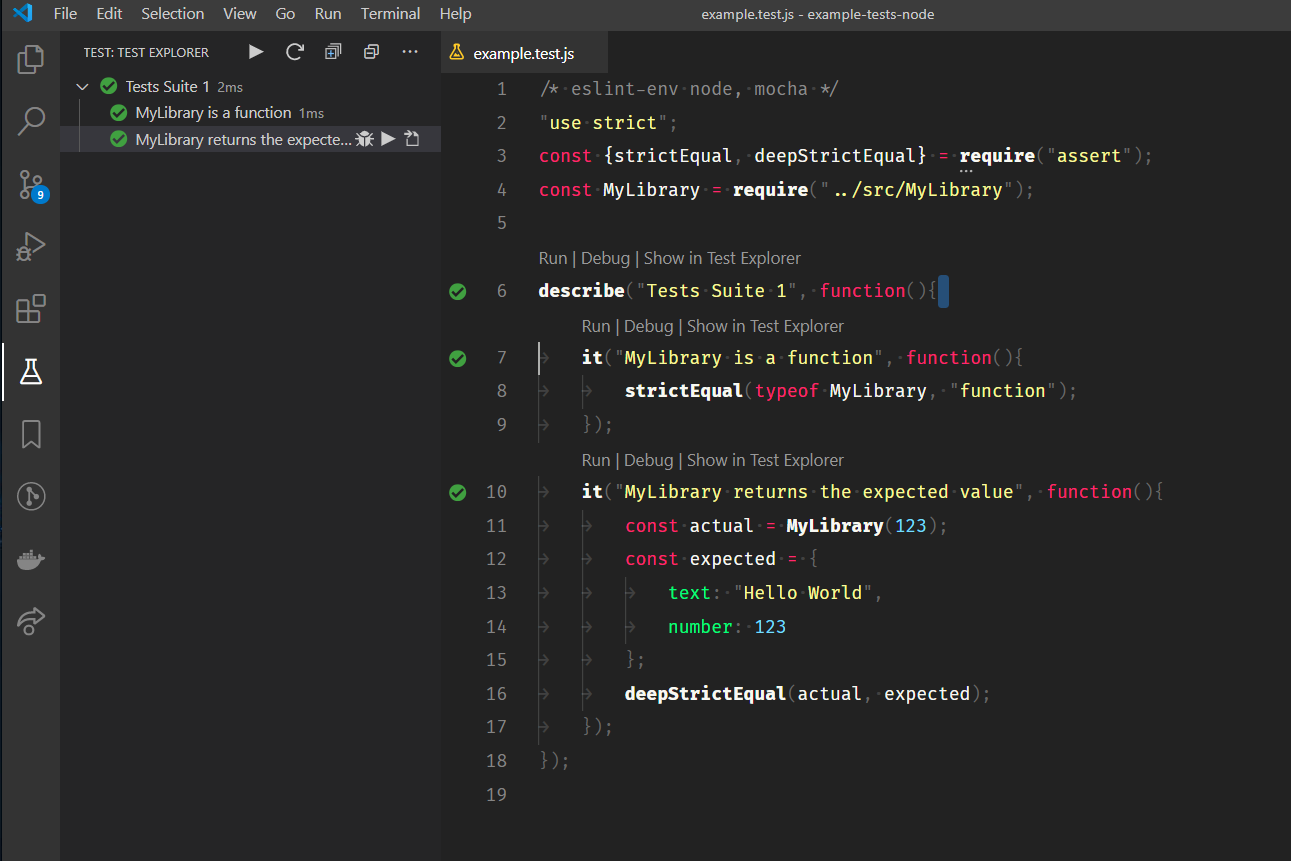 File Edit Selection View Go Run Terminal Help
example.test.js - example-tests-node
TEST: TEST EXPLORER
Tests Suite 1 2ms
MyLibrary is a function 1ms
MyLibrary returns the expecte...
9
example.test.js
1 /* eslint-env node, mocha */
2 "use strict";
3 const {strictEqual, deepStrictEqual} = require("assert");
4 const MyLibrary = require("../src/MyLibrary");
5
Run | Debug | Show in Test Explorer
6 describe("Tests Suite 1", function(){
Run | Debug | Show in Test Explorer
7 it("MyLibrary is a function", function(){
8 strictEqual(typeof MyLibrary, "function");
9 });
Run | Debug | Show in Test Explorer
10 it("MyLibrary returns the expected value", function(){
11 const actual = MyLibrary(123);
12 const expected = {
13 text: "Hello World",
14 number: 123
15 };
16 deepStrictEqual(actual, expected);
17 });
18 });
19